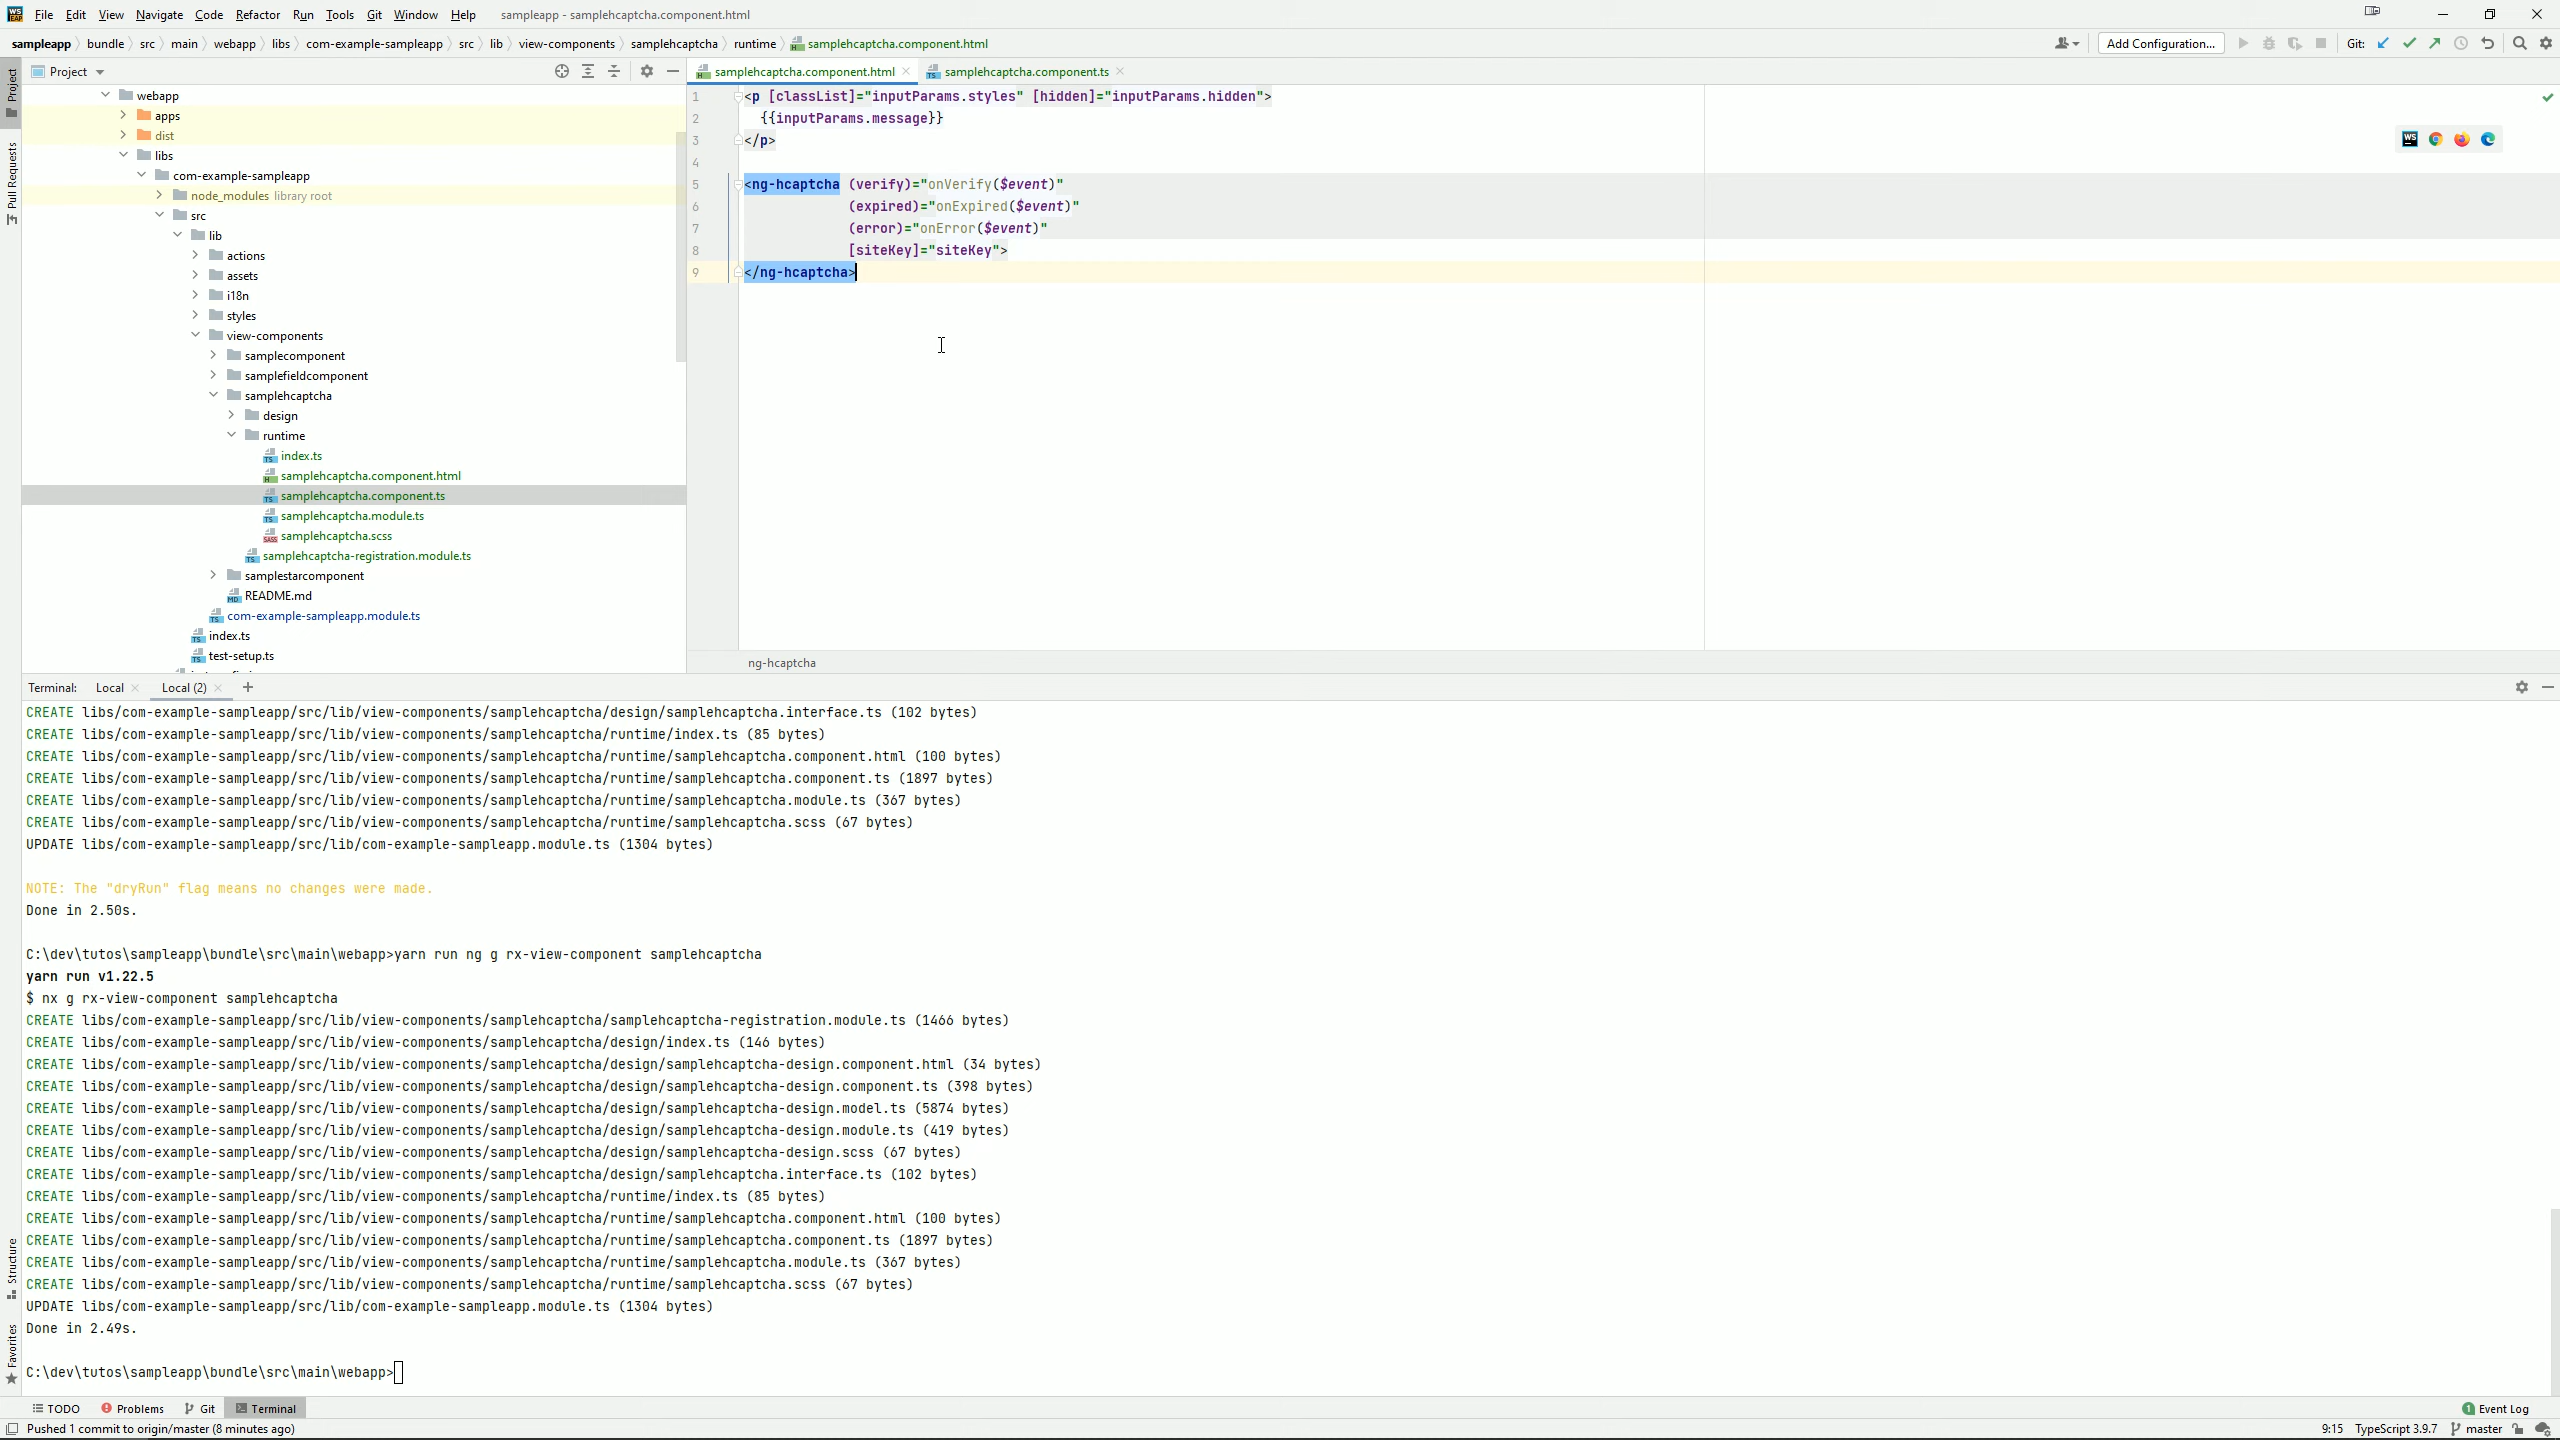 WS
EAP
File Edit View Navigate Code Refactor Run Tools Git Window Help sampleapp - samplehcaptcha.component.html
sampleapp bundle src main webapp libs com-example-sampleapp src lib view-components samplehcaptcha runtime samplehcaptcha.component.html
Add Configuration... Git:
Project
Pull Requests
Structure
Favorites
Project
webapp
apps
dist
libs
com-example-sampleapp
node_modules library root
src
lib
actions
assets
i18n
styles
view-components
samplecomponent
samplefieldcomponent
samplehcaptcha
design
runtime
index.ts
samplehcaptcha.component.html
samplehcaptcha.component.ts
samplehcaptcha.module.ts
samplehcaptcha.scss
samplehcaptcha-registration.module.ts
samplestarcomponent
README.md
com-example-sampleapp.module.ts
index.ts
test-setup.ts
samplehcaptcha.component.html samplehcaptcha.component.ts
1 <p [classList]="inputParams.styles" [hidden]="inputParams.hidden">
2 {{inputParams.message}}
3 </p>
4
5 <ng-hcaptcha (verify)="onVerify($event)"
6 (expired)="onExpired($event)"
7 (error)="onError($event)"
8 [siteKey]="siteKey">
9 </ng-hcaptcha>
ng-hcaptcha
Terminal: Local Local (2) +
CREATE libs/com-example-sampleapp/src/lib/view-components/samplehcaptcha/design/samplehcaptcha.interface.ts (102 bytes)
CREATE libs/com-example-sampleapp/src/lib/view-components/samplehcaptcha/runtime/index.ts (85 bytes)
CREATE libs/com-example-sampleapp/src/lib/view-components/samplehcaptcha/runtime/samplehcaptcha.component.html (100 bytes)
CREATE libs/com-example-sampleapp/src/lib/view-components/samplehcaptcha/runtime/samplehcaptcha.component.ts (1897 bytes)
CREATE libs/com-example-sampleapp/src/lib/view-components/samplehcaptcha/runtime/samplehcaptcha.module.ts (367 bytes)
CREATE libs/com-example-sampleapp/src/lib/view-components/samplehcaptcha/runtime/samplehcaptcha.scss (67 bytes)
UPDATE libs/com-example-sampleapp/src/lib/com-example-sampleapp.module.ts (1304 bytes)
NOTE: The "dryRun" flag means no changes were made.
Done in 2.50s.
C:\dev\tutos\sampleapp\bundle\src\main\webapp>yarn run ng g rx-view-component samplehcaptcha
yarn run v1.22.5
$ nx g rx-view-component samplehcaptcha
CREATE libs/com-example-sampleapp/src/lib/view-components/samplehcaptcha/samplehcaptcha-registration.module.ts (1466 bytes)
CREATE libs/com-example-sampleapp/src/lib/view-components/samplehcaptcha/design/index.ts (146 bytes)
CREATE libs/com-example-sampleapp/src/lib/view-components/samplehcaptcha/design/samplehcaptcha-design.component.html (34 bytes)
CREATE libs/com-example-sampleapp/src/lib/view-components/samplehcaptcha/design/samplehcaptcha-design.component.ts (398 bytes)
CREATE libs/com-example-sampleapp/src/lib/view-components/samplehcaptcha/design/samplehcaptcha-design.model.ts (5874 bytes)
CREATE libs/com-example-sampleapp/src/lib/view-components/samplehcaptcha/design/samplehcaptcha-design.module.ts (419 bytes)
CREATE libs/com-example-sampleapp/src/lib/view-components/samplehcaptcha/design/samplehcaptcha-design.scss (67 bytes)
CREATE libs/com-example-sampleapp/src/lib/view-components/samplehcaptcha/design/samplehcaptcha.interface.ts (102 bytes)
CREATE libs/com-example-sampleapp/src/lib/view-components/samplehcaptcha/runtime/index.ts (85 bytes)
CREATE libs/com-example-sampleapp/src/lib/view-components/samplehcaptcha/runtime/samplehcaptcha.component.html (100 bytes)
CREATE libs/com-example-sampleapp/src/lib/view-components/samplehcaptcha/runtime/samplehcaptcha.component.ts (1897 bytes)
CREATE libs/com-example-sampleapp/src/lib/view-components/samplehcaptcha/runtime/samplehcaptcha.module.ts (367 bytes)
CREATE libs/com-example-sampleapp/src/lib/view-components/samplehcaptcha/runtime/samplehcaptcha.scss (67 bytes)
UPDATE libs/com-example-sampleapp/src/lib/com-example-sampleapp.module.ts (1304 bytes)
Done in 2.49s.
C:\dev\tutos\sampleapp\bundle\src\main\webapp>
TODO Problems Git Terminal 1 Event Log
Pushed 1 commit to origin/master (8 minutes ago) 9:15 TypeScript 3.9.7 master